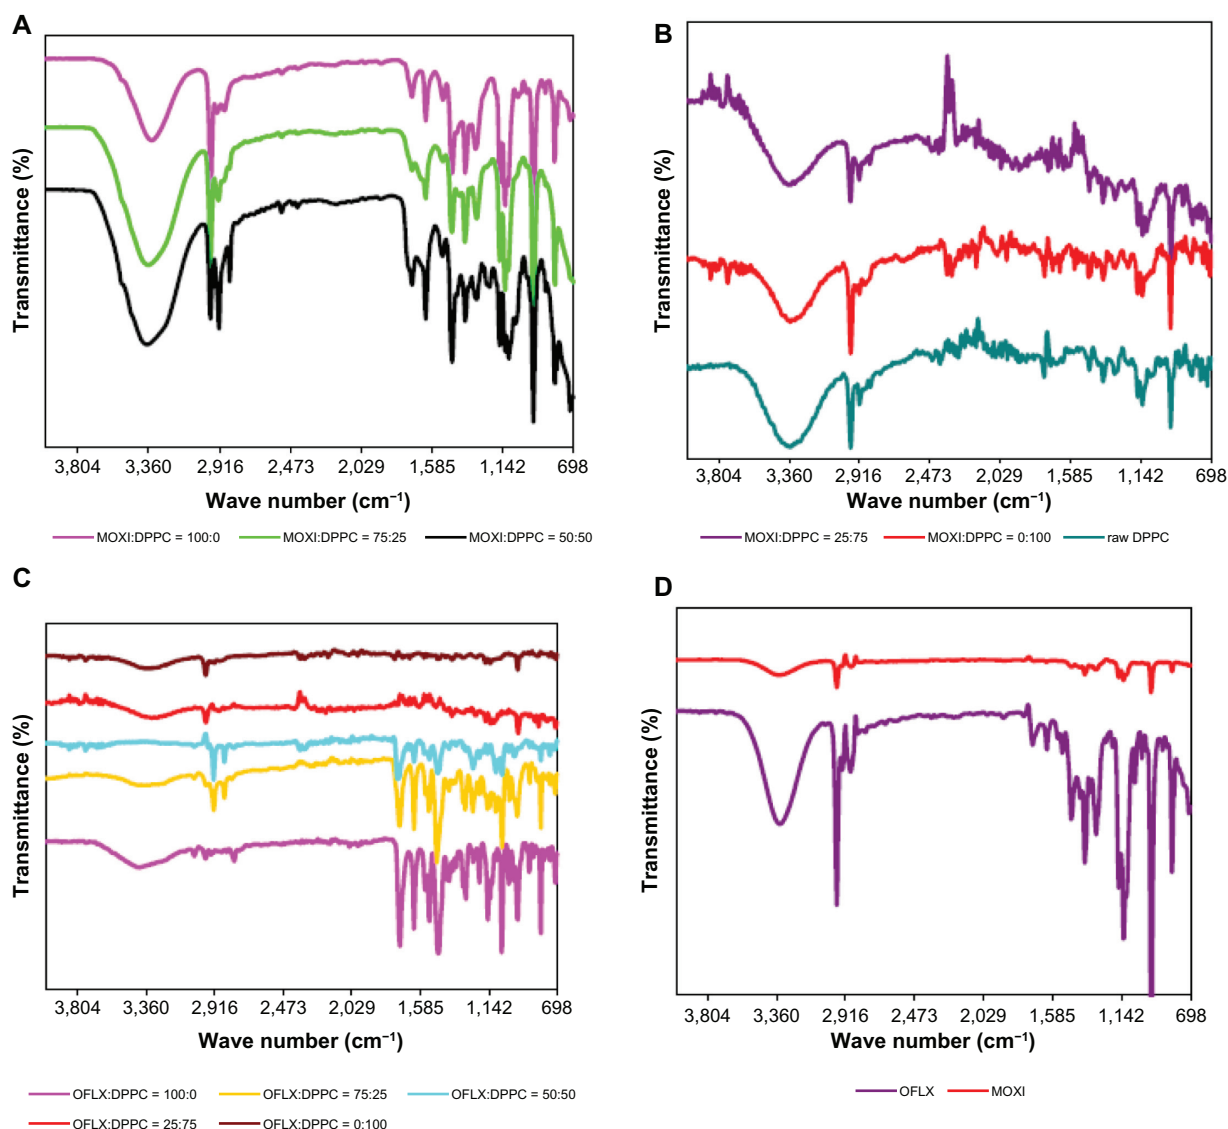 A
Transmittance (%)
3,804 3,360 2,916 2,473 2,029 1,585 1,142 698
Wave number (cm⁻¹)
MOXI:DPPC = 100:0 MOXI:DPPC = 75:25 MOXI:DPPC = 50:50
B
Transmittance (%)
3,804 3,360 2,916 2,473 2,029 1,585 1,142 698
Wave number (cm⁻¹)
MOXI:DPPC = 25:75 MOXI:DPPC = 0:100 raw DPPC
C
Transmittance (%)
3,804 3,360 2,916 2,473 2,029 1,585 1,142 698
Wave number (cm⁻¹)
OFLX:DPPC = 100:0 OFLX:DPPC = 75:25 OFLX:DPPC = 50:50
OFLX:DPPC = 25:75 OFLX:DPPC = 0:100
D
Transmittance (%)
3,804 3,360 2,916 2,473 2,029 1,585 1,142 698
Wave number (cm⁻¹)
OFLX MOXI